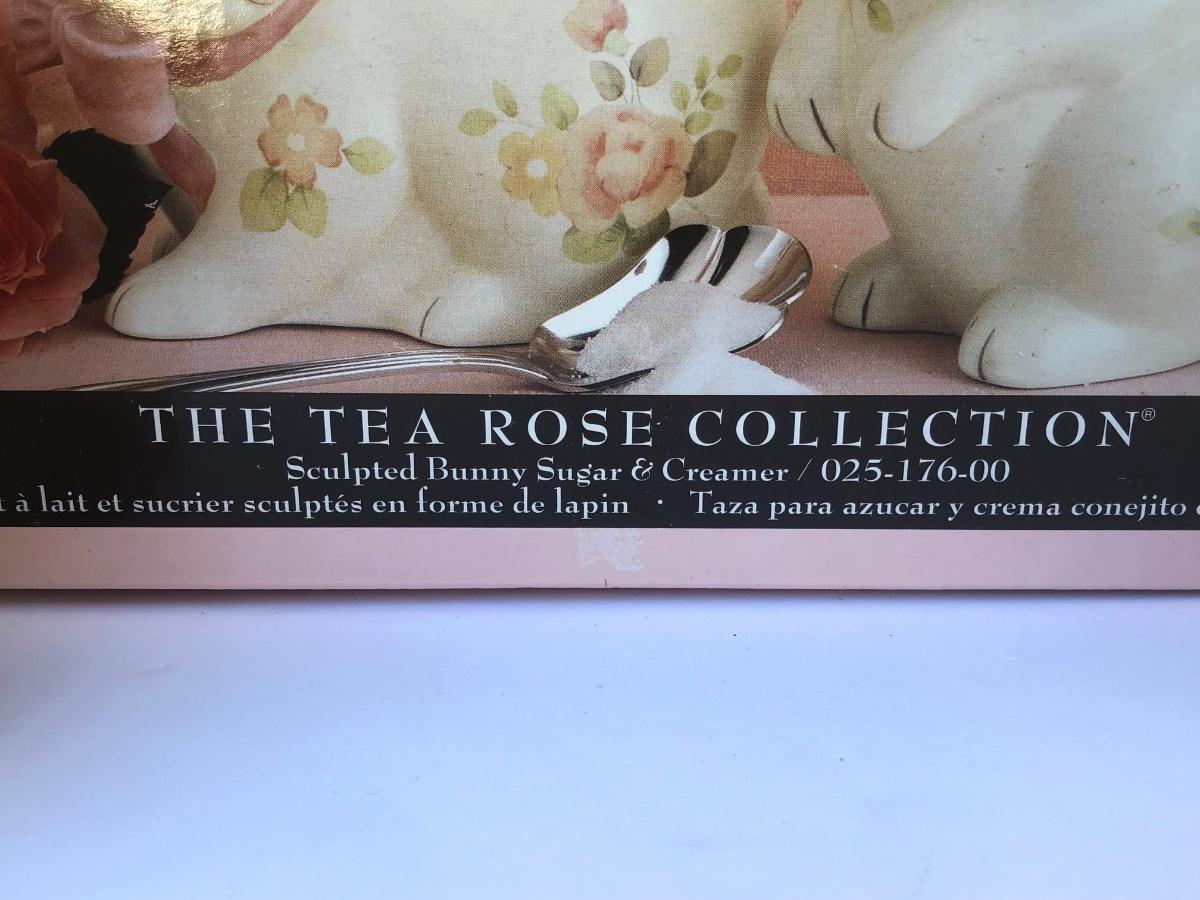 THE TEA ROSE COLLECTION®
Sculpted Bunny Sugar & Creamer / 025-176-00
à lait et sucrier sculptés en forme de lapin · Taza para azucar y crema conejito